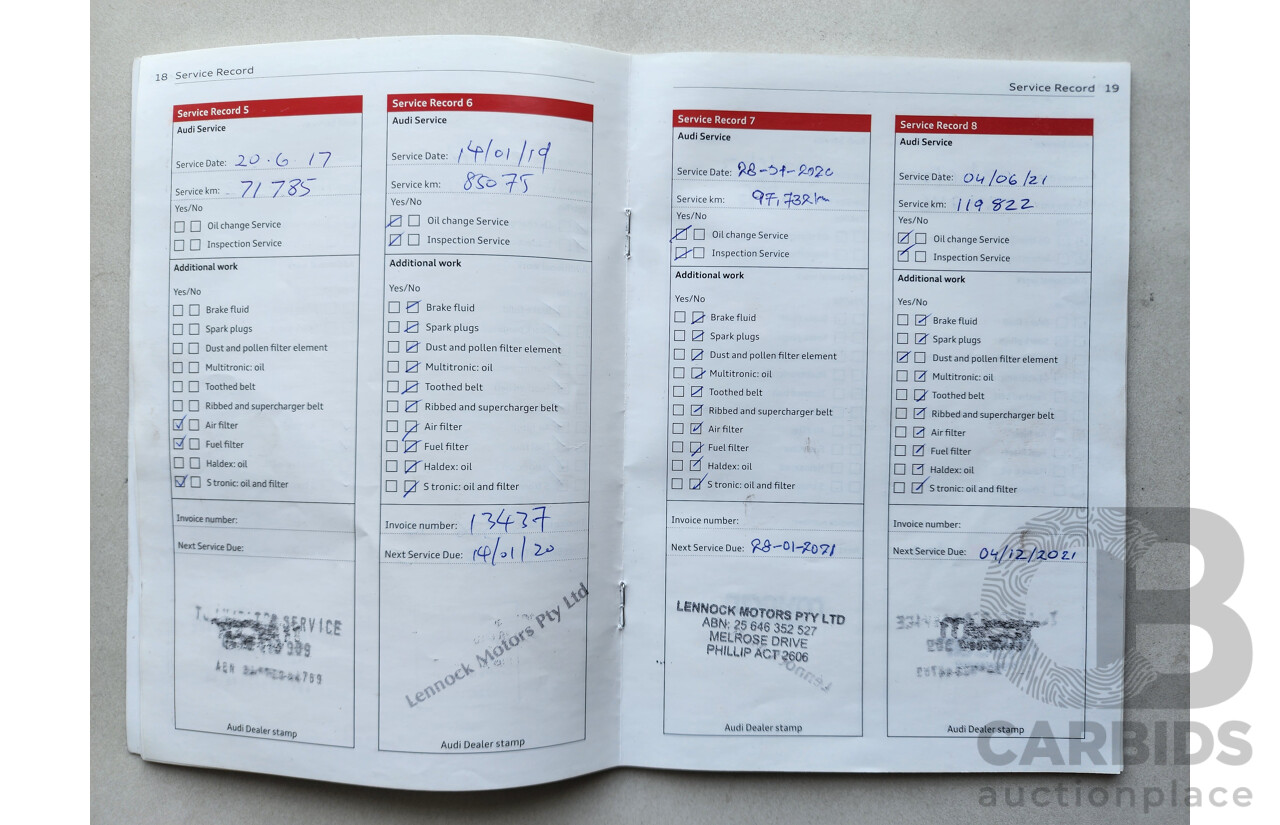 18 Service Record
Service Record 5
Audi Service
Service Date: 20.6.17
Service km: 71785
Yes/No
Oil change Service
Inspection Service
Additional work
Yes/No
Brake fluid
Spark plugs
Dust and pollen filter element
Multitronic: oil
Toothed belt
Ribbed and supercharger belt
Air filter
Fuel filter
Haldex: oil
S tronic: oil and filter
Invoice number:
Next Service Due:
SERVICE
ABN
Audi Dealer stamp
Service Record 6
Audi Service
Service Date: 14/01/19
Service km: 85075
Yes/No
Oil change Service
Inspection Service
Additional work
Yes/No
Brake fluid
Spark plugs
Dust and pollen filter element
Multitronic: oil
Toothed belt
Ribbed and supercharger belt
Air filter
Fuel filter
Haldex: oil
S tronic: oil and filter
Invoice number: 13437
Next Service Due: 14/01/20
Lennock Motors Pty Ltd
Audi Dealer stamp
Service Record 19
Service Record 7
Audi Service
Service Date: 28-01-2020
Service km: 97,732km
Yes/No
Oil change Service
Inspection Service
Additional work
Yes/No
Brake fluid
Spark plugs
Dust and pollen filter element
Multitronic: oil
Toothed belt
Ribbed and supercharger belt
Air filter
Fuel filter
Haldex: oil
S tronic: oil and filter
Invoice number:
Next Service Due: 28-01-2021
LENNOCK MOTORS PTY LTD
ABN: 25 646 352 527
MELROSE DRIVE
PHILLIP ACT 2606
Lennock
Audi Dealer stamp
Service Record 8
Audi Service
Service Date: 04/06/21
Service km: 119822
Yes/No
Oil change Service
Inspection Service
Additional work
Yes/No
Brake fluid
Spark plugs
Dust and pollen filter element
Multitronic: oil
Toothed belt
Ribbed and supercharger belt
Air filter
Fuel filter
Haldex: oil
S tronic: oil and filter
Invoice number:
Next Service Due: 04/12/2021
Audi Dealer stamp
CB
CARBIDS
auctionplace